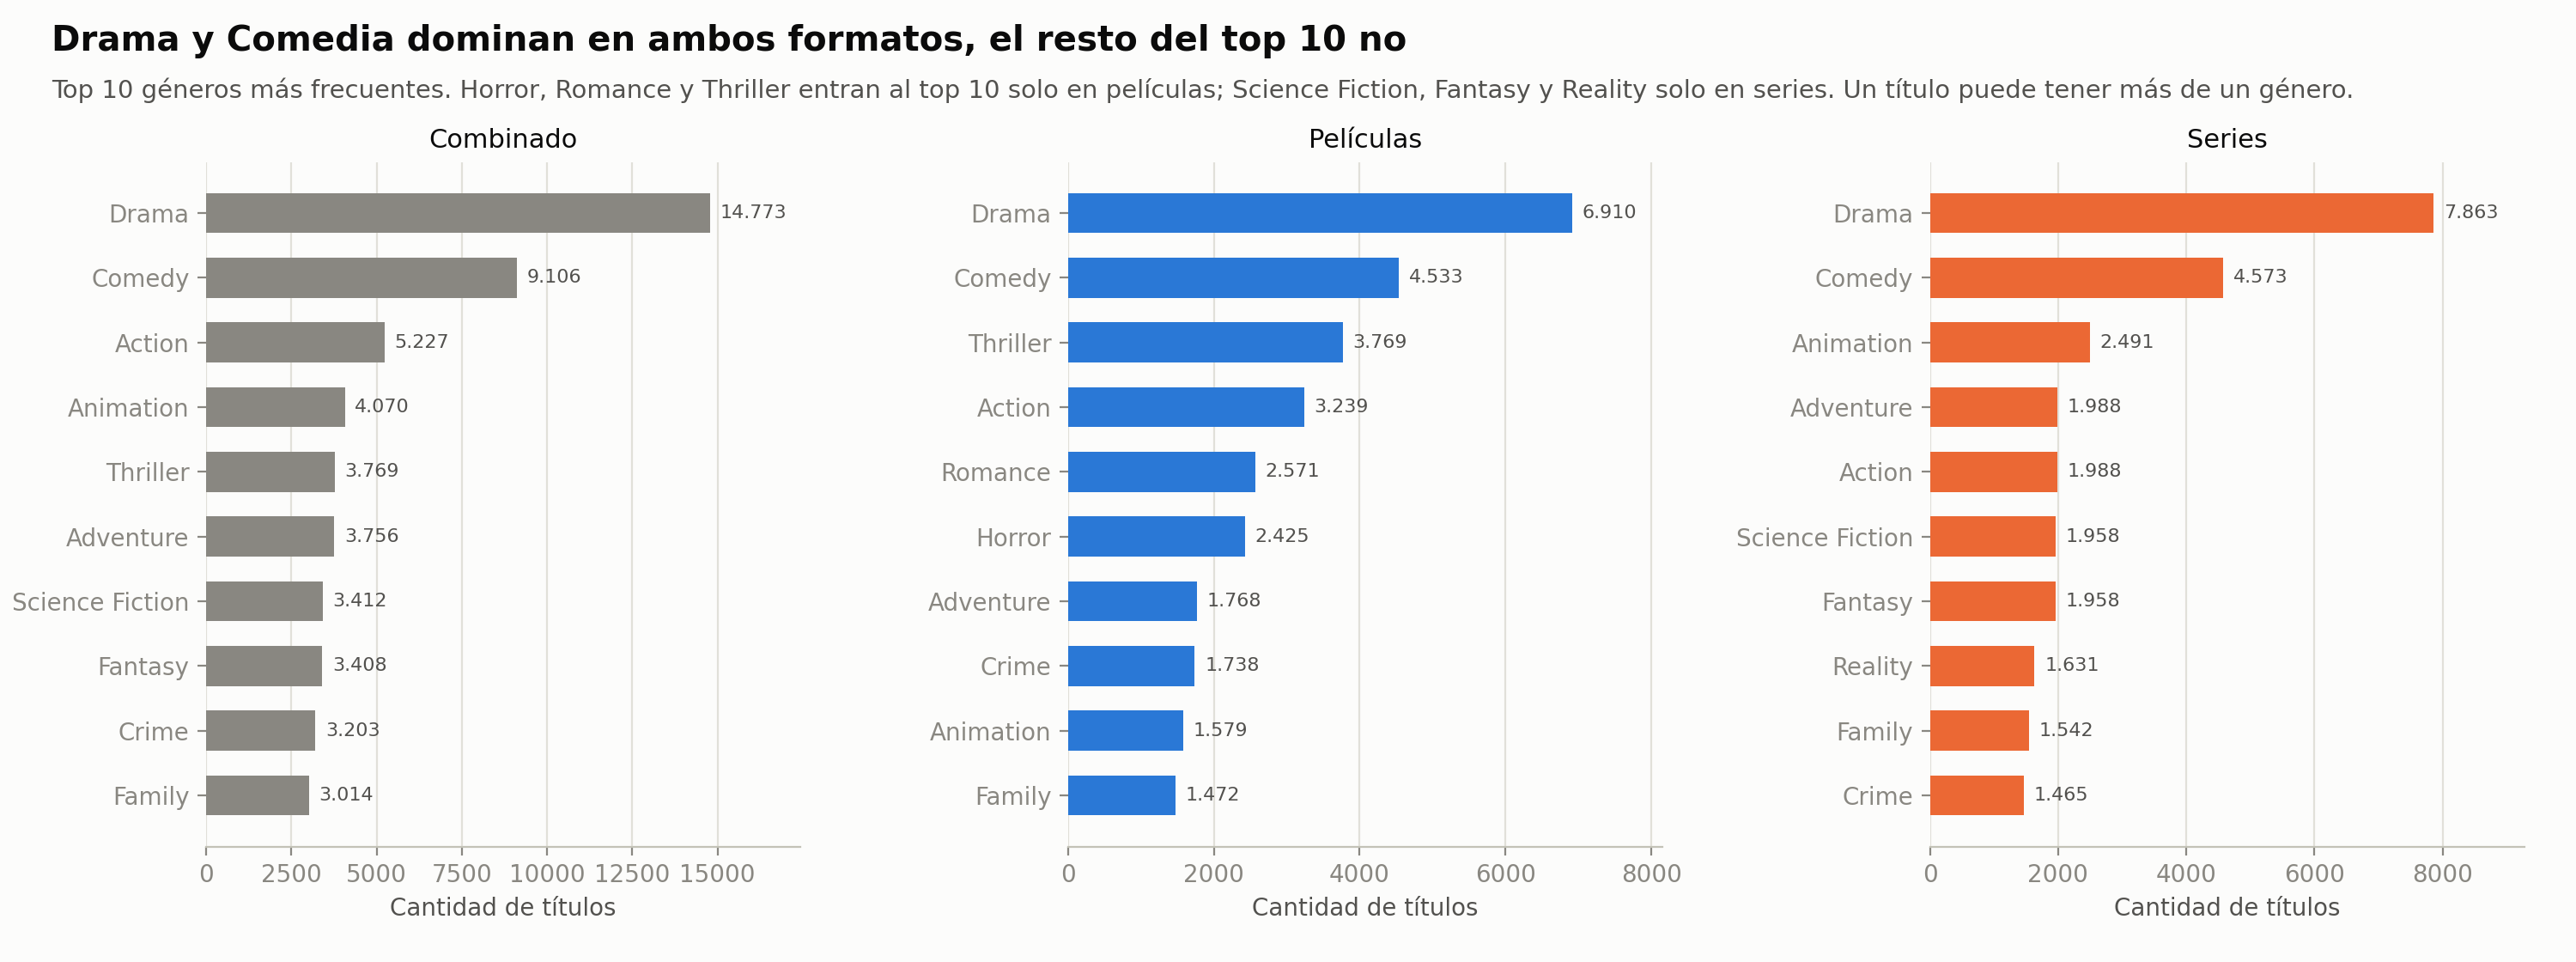 Drama y Comedia dominan en ambos formatos, el resto del top 10 no
Top 10 géneros más frecuentes. Horror, Romance y Thriller entran al top 10 solo en películas; Science Fiction, Fantasy y Reality solo en series. Un título puede tener más de un género.
Combinado
Drama 14.773
Comedy 9.106
Action 5.227
Animation 4.070
Thriller 3.769
Adventure 3.756
Science Fiction 3.412
Fantasy 3.408
Crime 3.203
Family 3.014
0 2500 5000 7500 10000 12500 15000
Cantidad de títulos
Películas
Drama 6.910
Comedy 4.533
Thriller 3.769
Action 3.239
Romance 2.571
Horror 2.425
Adventure 1.768
Crime 1.738
Animation 1.579
Family 1.472
0 2000 4000 6000 8000
Cantidad de títulos
Series
Drama 7.863
Comedy 4.573
Animation 2.491
Adventure 1.988
Action 1.988
Science Fiction 1.958
Fantasy 1.958
Reality 1.631
Family 1.542
Crime 1.465
0 2000 4000 6000 8000
Cantidad de títulos